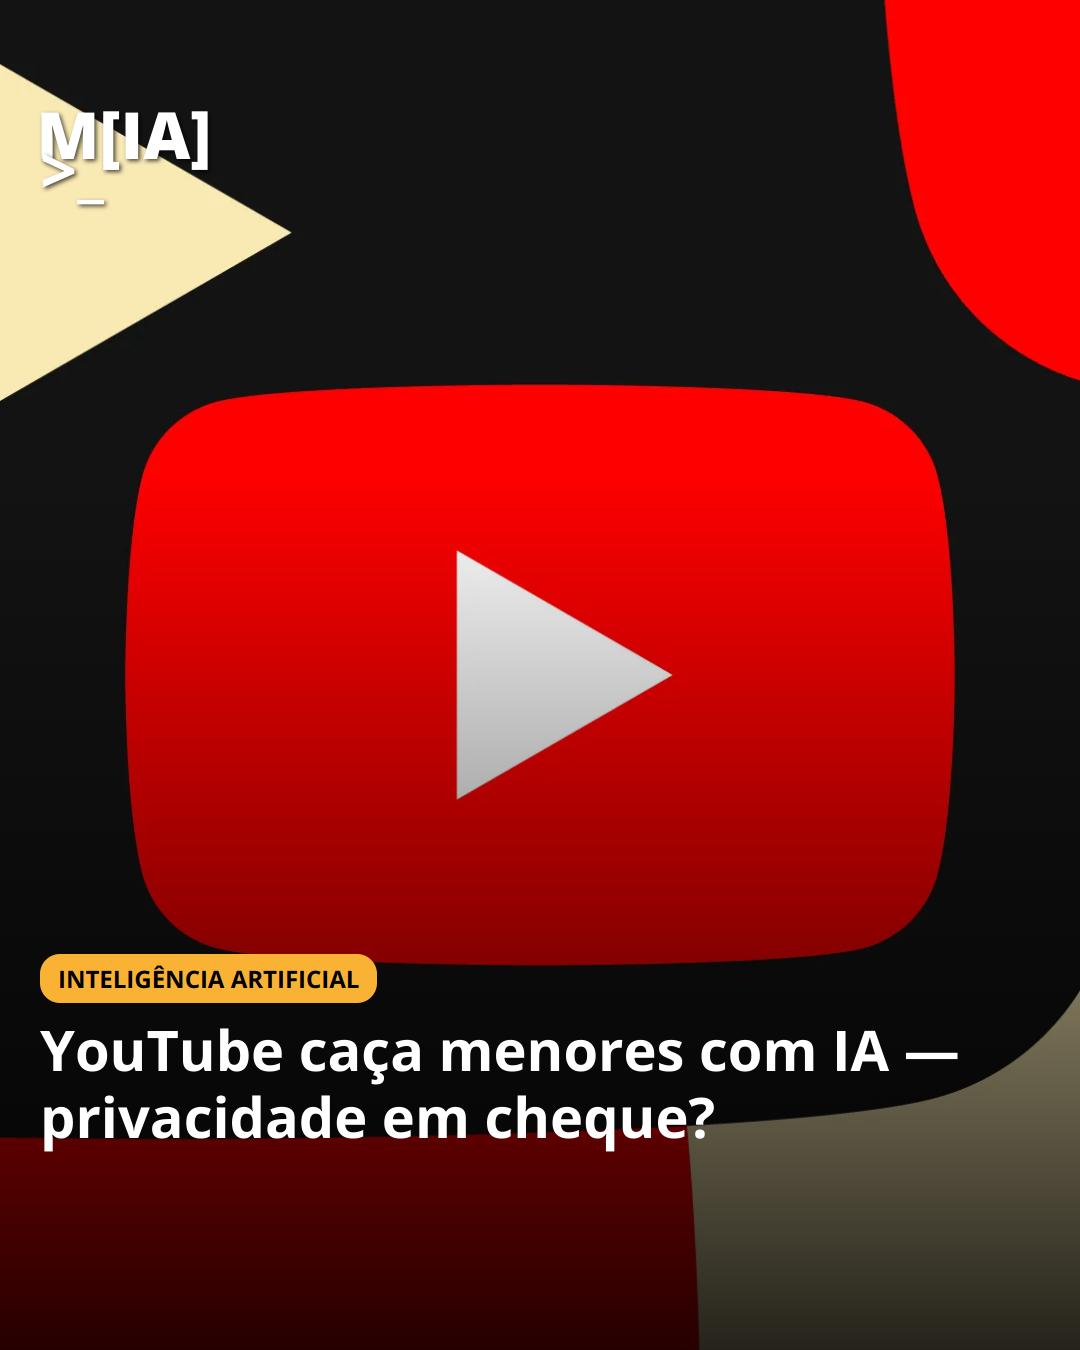 M[IA]
>_
INTELIGÊNCIA ARTIFICIAL
YouTube caça menores com IA —
privacidade em cheque?